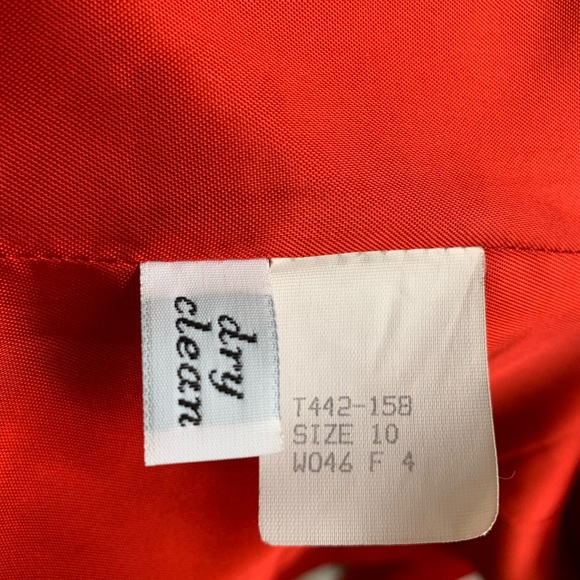 dry
clean
T442-158
SIZE 10
W046 F 4